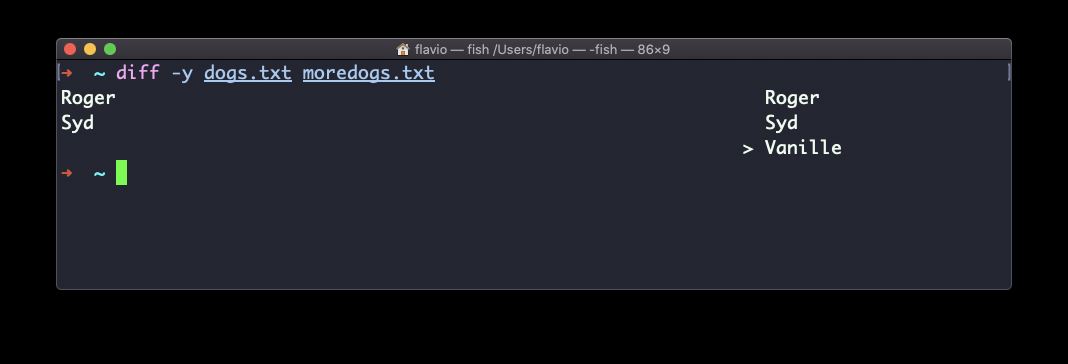 flavio — fish /Users/flavio — -fish — 86×9
➜ ~ diff -y dogs.txt moredogs.txt
Roger Roger
Syd Syd
> Vanille
➜ ~